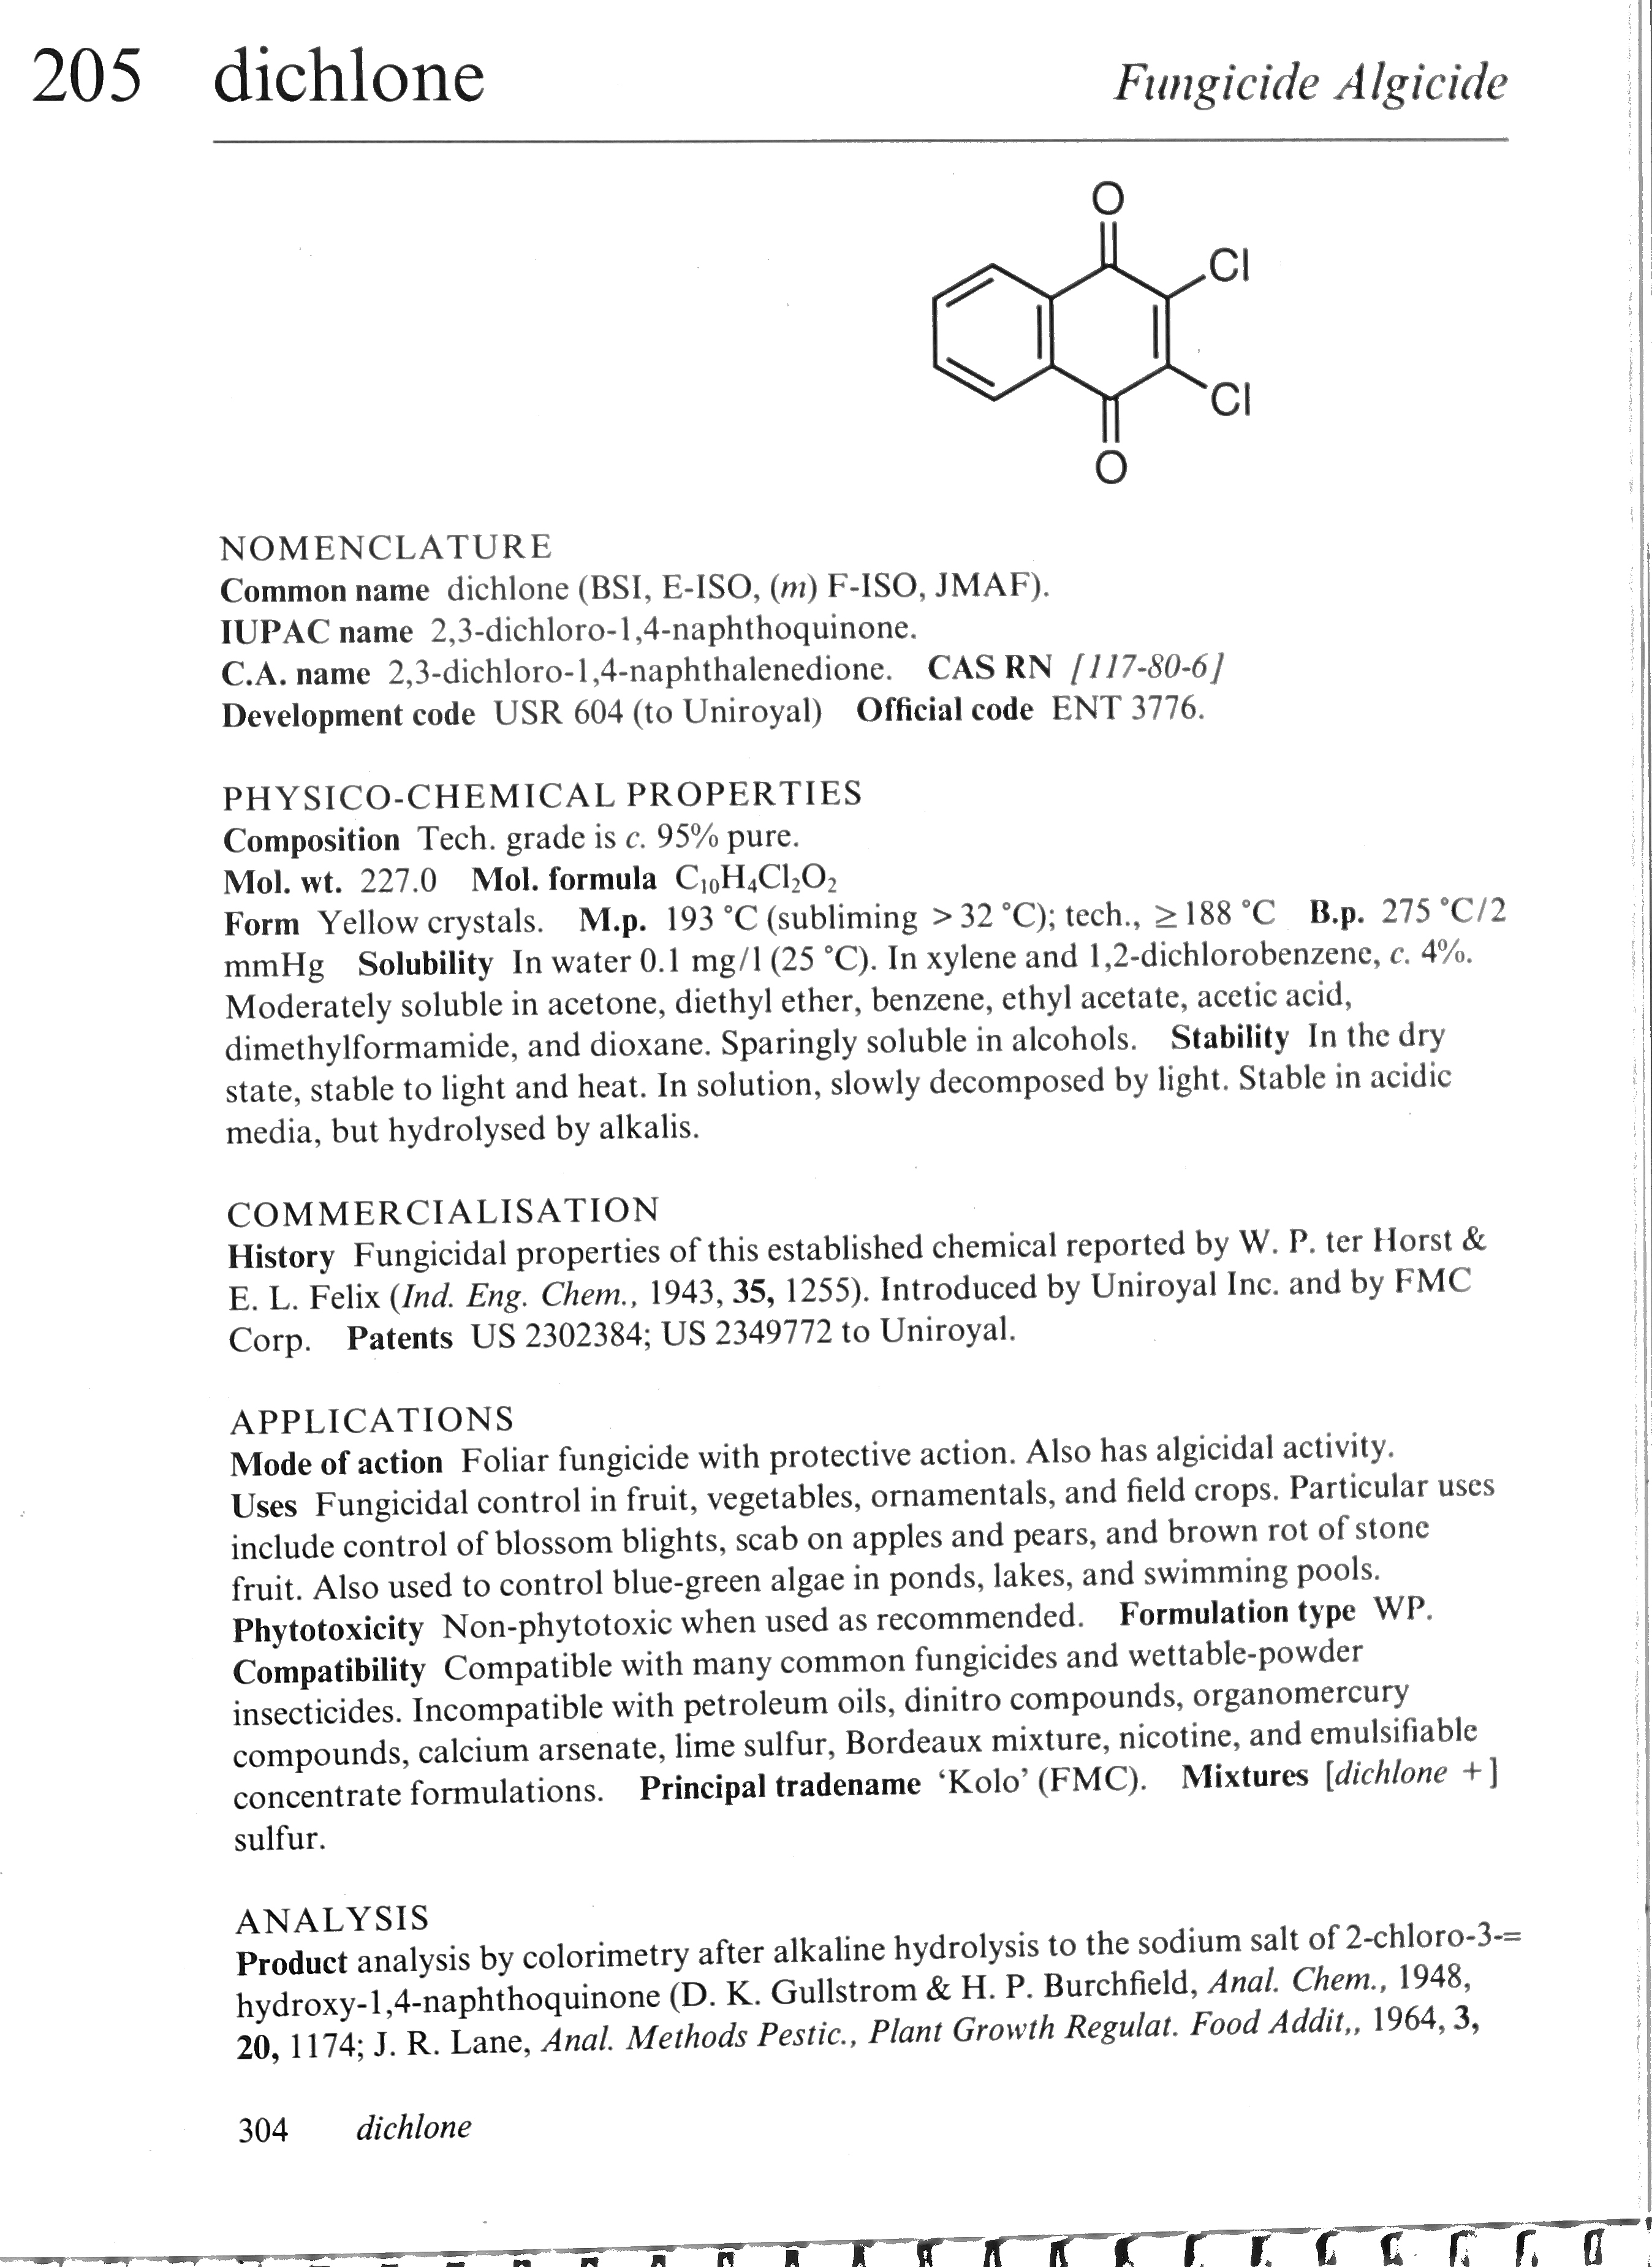 205 dichlone Fungicide Algicide
O
Cl
Cl
O
NOMENCLATURE
Common name dichlone (BSI, E-ISO, (m) F-ISO, JMAF).
IUPAC name 2,3-dichloro-1,4-naphthoquinone.
C.A. name 2,3-dichloro-1,4-naphthalenedione. CAS RN [117-80-6]
Development code USR 604 (to Uniroyal) Official code ENT 3776.
PHYSICO-CHEMICAL PROPERTIES
Composition Tech. grade is c. 95% pure.
Mol. wt. 227.0 Mol. formula C₁₀H₄Cl₂O₂
Form Yellow crystals. M.p. 193 °C (subliming > 32 °C); tech., ≥ 188 °C B.p. 275 °C/2
mmHg Solubility In water 0.1 mg/l (25 °C). In xylene and 1,2-dichlorobenzene, c. 4%.
Moderately soluble in acetone, diethyl ether, benzene, ethyl acetate, acetic acid,
dimethylformamide, and dioxane. Sparingly soluble in alcohols. Stability In the dry
state, stable to light and heat. In solution, slowly decomposed by light. Stable in acidic
media, but hydrolysed by alkalis.
COMMERCIALISATION
History Fungicidal properties of this established chemical reported by W. P. ter Horst &
E. L. Felix (Ind. Eng. Chem., 1943, 35, 1255). Introduced by Uniroyal Inc. and by FMC
Corp. Patents US 2302384; US 2349772 to Uniroyal.
APPLICATIONS
Mode of action Foliar fungicide with protective action. Also has algicidal activity.
Uses Fungicidal control in fruit, vegetables, ornamentals, and field crops. Particular uses
include control of blossom blights, scab on apples and pears, and brown rot of stone
fruit. Also used to control blue-green algae in ponds, lakes, and swimming pools.
Phytotoxicity Non-phytotoxic when used as recommended. Formulation type WP.
Compatibility Compatible with many common fungicides and wettable-powder
insecticides. Incompatible with petroleum oils, dinitro compounds, organomercury
compounds, calcium arsenate, lime sulfur, Bordeaux mixture, nicotine, and emulsifiable
concentrate formulations. Principal tradename ‘Kolo’ (FMC). Mixtures [dichlone +]
sulfur.
ANALYSIS
Product analysis by colorimetry after alkaline hydrolysis to the sodium salt of 2-chloro-3-=
hydroxy-1,4-naphthoquinone (D. K. Gullstrom & H. P. Burchfield, Anal. Chem., 1948,
20, 1174; J. R. Lane, Anal. Methods Pestic., Plant Growth Regulat. Food Addit,, 1964, 3,
304 dichlone